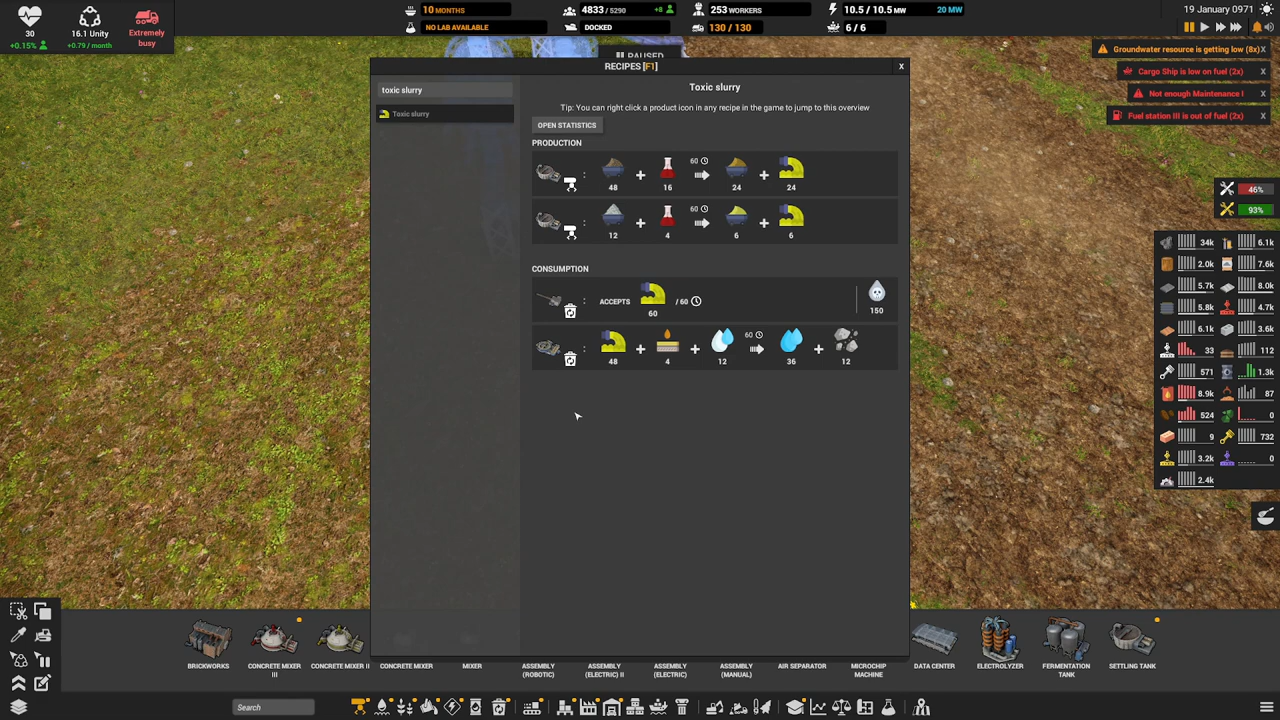 30
+0.15%
16.1 Unity
+0.79 / month
Extremely
busy
10 MONTHS
NO LAB AVAILABLE
4833 / 5290
+8
DOCKED
253 WORKERS
130 / 130
10.5 / 10.5 MW
20 MW
6 / 6
19 January 0971
PAUSED
RECIPES [F1]
X
toxic slurry
Toxic slurry
Toxic slurry
Tip: You can right click a product icon in any recipe in the game to jump to this overview
OPEN STATISTICS
PRODUCTION
: 48 + 16 60 24 + 24
: 12 + 4 60 6 + 6
CONSUMPTION
: ACCEPTS 60 / 60 150
: 48 + 4 + 12 60 36 + 12
Groundwater resource is getting low (8x) X
Cargo Ship is low on fuel (2x) X
Not enough Maintenance I X
Fuel station III is out of fuel (2x) X
46%
93%
34k 6.1k
2.0k 7.6k
5.7k 8.0k
5.8k 4.7k
6.1k 3.6k
33 112
571 1.3k
8.9k 87
524 0
9 732
3.2k 0
2.4k
BRICKWORKS
CONCRETE MIXER
III
CONCRETE MIXER II
CONCRETE MIXER
MIXER
ASSEMBLY
(ROBOTIC)
ASSEMBLY
(ELECTRIC) II
ASSEMBLY
(ELECTRIC)
ASSEMBLY
(MANUAL)
AIR SEPARATOR
MICROCHIP
MACHINE
DATA CENTER
ELECTROLYZER
FERMENTATION
TANK
SETTLING TANK
Search